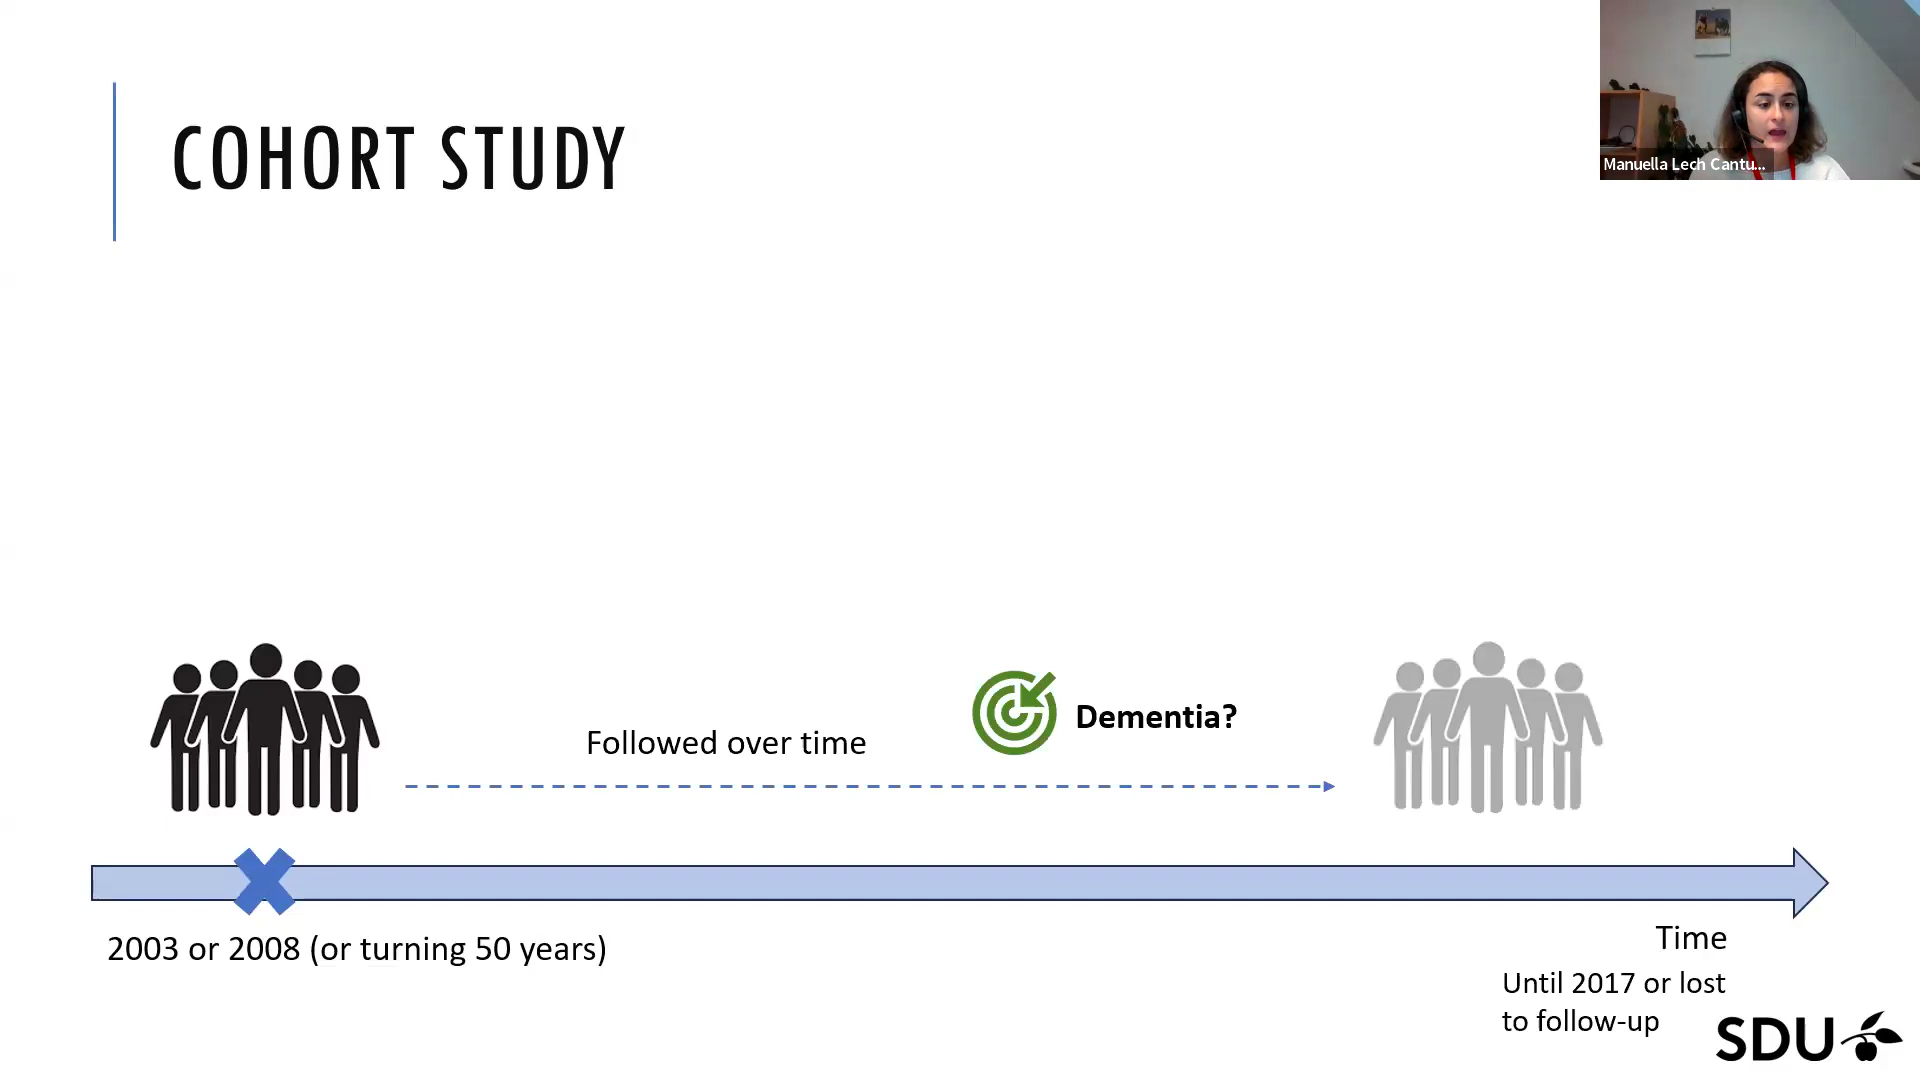 COHORT STUDY
Manuella Lech Cantu...
Followed over time
Dementia?
2003 or 2008 (or turning 50 years)
Time
Until 2017 or lost
to follow-up
SDU